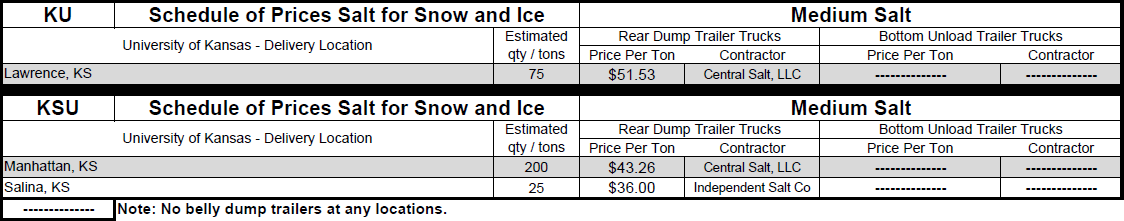 KU Schedule of Prices Salt for Snow and Ice Medium Salt
University of Kansas - Delivery Location Estimated qty / tons Rear Dump Trailer Trucks Bottom Unload Trailer Trucks
Price Per Ton Contractor Price Per Ton Contractor
Lawrence, KS 75 $51.53 Central Salt, LLC -------------- --------------
KSU Schedule of Prices Salt for Snow and Ice Medium Salt
University of Kansas - Delivery Location Estimated qty / tons Rear Dump Trailer Trucks Bottom Unload Trailer Trucks
Price Per Ton Contractor Price Per Ton Contractor
Manhattan, KS 200 $43.26 Central Salt, LLC -------------- --------------
Salina, KS 25 $36.00 Independent Salt Co -------------- --------------
-------------- Note: No belly dump trailers at any locations.